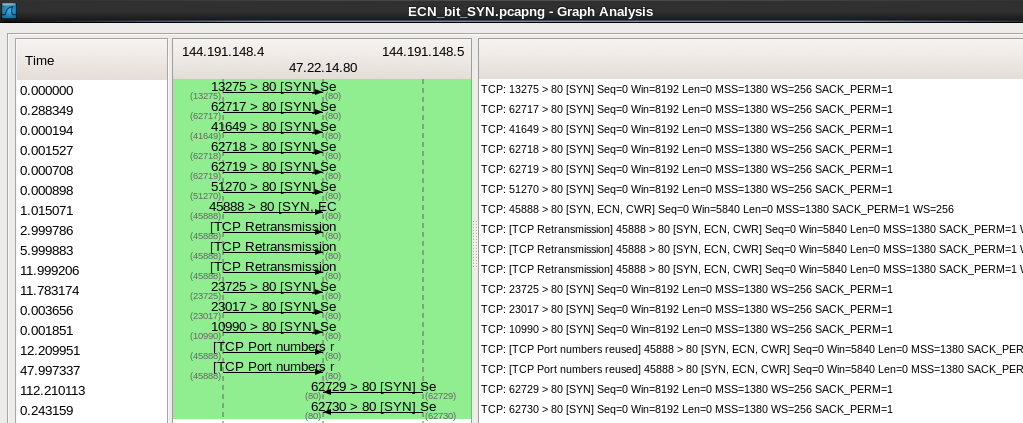 ECN_bit_SYN.pcapng - Graph Analysis
Time
144.191.148.4 144.191.148.5
47.22.14.80
0.000000 13275 > 80 [SYN] Se (13275) (80) TCP: 13275 > 80 [SYN] Seq=0 Win=8192 Len=0 MSS=1380 WS=256 SACK_PERM=1
0.288349 62717 > 80 [SYN] Se (62717) (80) TCP: 62717 > 80 [SYN] Seq=0 Win=8192 Len=0 MSS=1380 WS=256 SACK_PERM=1
0.000194 41649 > 80 [SYN] Se (41649) (80) TCP: 41649 > 80 [SYN] Seq=0 Win=8192 Len=0 MSS=1380 WS=256 SACK_PERM=1
0.001527 62718 > 80 [SYN] Se (62718) (80) TCP: 62718 > 80 [SYN] Seq=0 Win=8192 Len=0 MSS=1380 WS=256 SACK_PERM=1
0.000708 62719 > 80 [SYN] Se (62719) (80) TCP: 62719 > 80 [SYN] Seq=0 Win=8192 Len=0 MSS=1380 WS=256 SACK_PERM=1
0.000898 51270 > 80 [SYN] Se (51270) (80) TCP: 51270 > 80 [SYN] Seq=0 Win=8192 Len=0 MSS=1380 WS=256 SACK_PERM=1
1.015071 45888 > 80 [SYN, EC (45888) (80) TCP: 45888 > 80 [SYN, ECN, CWR] Seq=0 Win=5840 Len=0 MSS=1380 SACK_PERM=1 WS=256
2.999786 [TCP Retransmission (45888) (80) TCP: [TCP Retransmission] 45888 > 80 [SYN, ECN, CWR] Seq=0 Win=5840 Len=0 MSS=1380 SACK_PERM=1 W
5.999883 [TCP Retransmission (45888) (80) TCP: [TCP Retransmission] 45888 > 80 [SYN, ECN, CWR] Seq=0 Win=5840 Len=0 MSS=1380 SACK_PERM=1 W
11.999206 [TCP Retransmission (45888) (80) TCP: [TCP Retransmission] 45888 > 80 [SYN, ECN, CWR] Seq=0 Win=5840 Len=0 MSS=1380 SACK_PERM=1 W
11.783174 23725 > 80 [SYN] Se (23725) (80) TCP: 23725 > 80 [SYN] Seq=0 Win=8192 Len=0 MSS=1380 WS=256 SACK_PERM=1
0.003656 23017 > 80 [SYN] Se (23017) (80) TCP: 23017 > 80 [SYN] Seq=0 Win=8192 Len=0 MSS=1380 WS=256 SACK_PERM=1
0.001851 10990 > 80 [SYN] Se (10990) (80) TCP: 10990 > 80 [SYN] Seq=0 Win=8192 Len=0 MSS=1380 WS=256 SACK_PERM=1
12.209951 [TCP Port numbers r (45888) (80) TCP: [TCP Port numbers reused] 45888 > 80 [SYN, ECN, CWR] Seq=0 Win=5840 Len=0 MSS=1380 SACK_PER
47.997337 [TCP Port numbers r (45888) (80) TCP: [TCP Port numbers reused] 45888 > 80 [SYN, ECN, CWR] Seq=0 Win=5840 Len=0 MSS=1380 SACK_PER
112.210113 62729 > 80 [SYN] Se (80) (62729) TCP: 62729 > 80 [SYN] Seq=0 Win=8192 Len=0 MSS=1380 WS=256 SACK_PERM=1
0.243159 62730 > 80 [SYN] Se (80) (62730) TCP: 62730 > 80 [SYN] Seq=0 Win=8192 Len=0 MSS=1380 WS=256 SACK_PERM=1